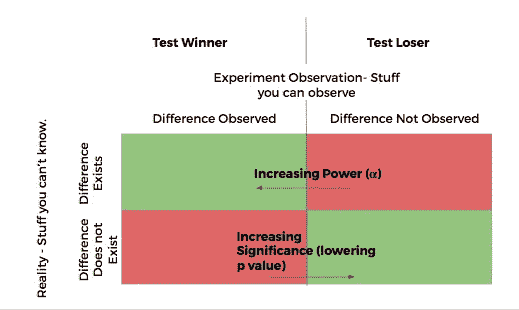 Test Winner
Test Loser
Experiment Observation- Stuff
you can observe
Difference Observed
Difference Not Observed
Reality - Stuff you can't know.
Difference
Exists
Increasing Power (α)
Difference
Does not
Exist
Increasing
Significance (lowering
p value)